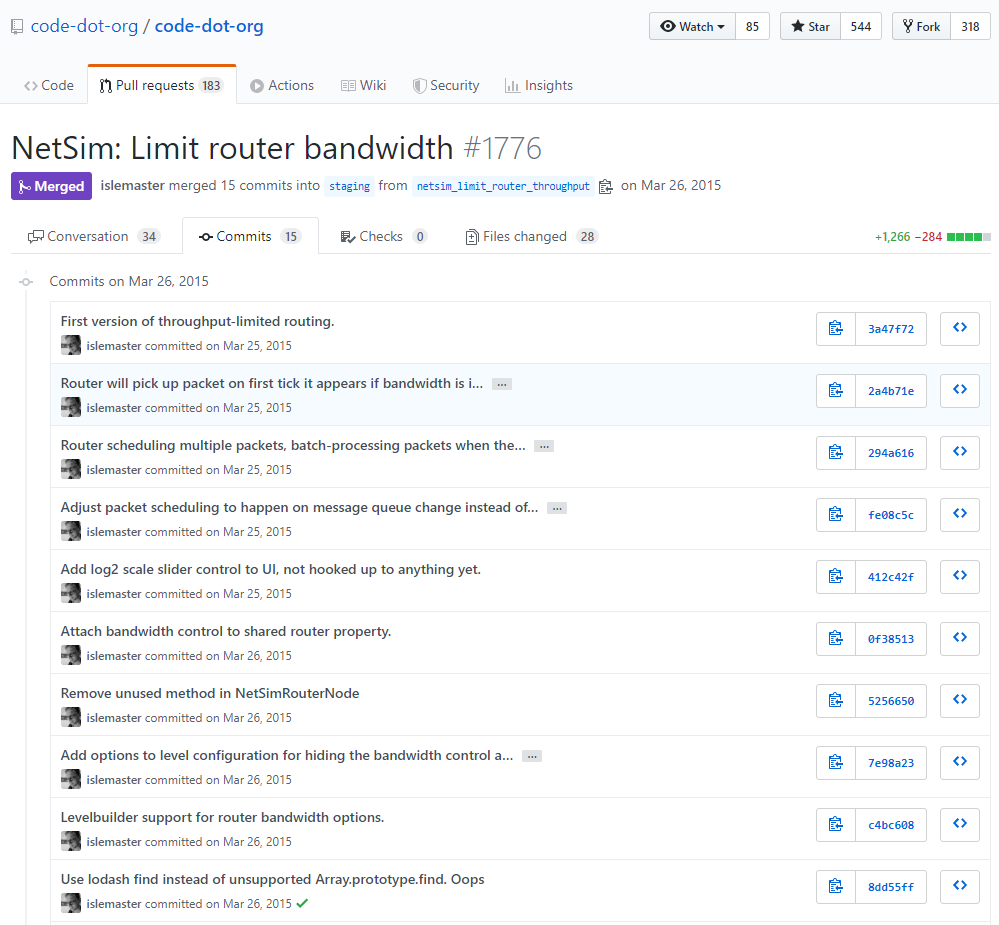 code-dot-org / code-dot-org
Watch 85 Star 544 Fork 318
Code Pull requests 183 Actions Wiki Security Insights
NetSim: Limit router bandwidth #1776
Merged islemaster merged 15 commits into staging from netsim_limit_router_throughput on Mar 26, 2015
Conversation 34 Commits 15 Checks 0 Files changed 28 +1,266 −284
Commits on Mar 26, 2015
First version of throughput-limited routing.
islemaster committed on Mar 25, 2015
3a47f72
Router will pick up packet on first tick it appears if bandwidth is i... …
islemaster committed on Mar 25, 2015
2a4b71e
Router scheduling multiple packets, batch-processing packets when the... …
islemaster committed on Mar 25, 2015
294a616
Adjust packet scheduling to happen on message queue change instead of... …
islemaster committed on Mar 25, 2015
fe08c5c
Add log2 scale slider control to UI, not hooked up to anything yet.
islemaster committed on Mar 25, 2015
412c42f
Attach bandwidth control to shared router property.
islemaster committed on Mar 26, 2015
0f38513
Remove unused method in NetSimRouterNode
islemaster committed on Mar 26, 2015
5256650
Add options to level configuration for hiding the bandwidth control a... …
islemaster committed on Mar 26, 2015
7e98a23
Levelbuilder support for router bandwidth options.
islemaster committed on Mar 26, 2015
c4bc608
Use lodash find instead of unsupported Array.prototype.find. Oops
islemaster committed on Mar 26, 2015
8dd55ff